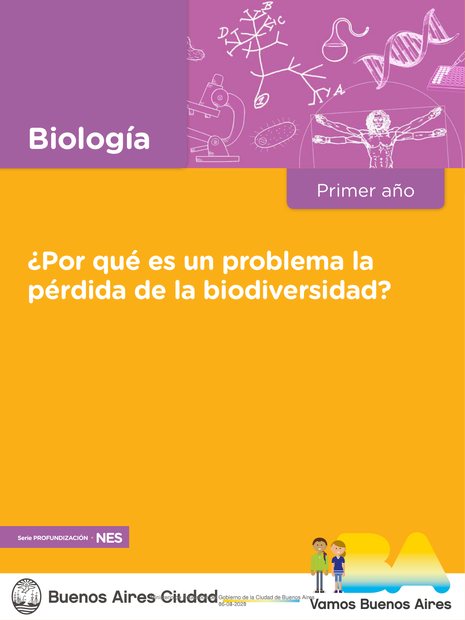 Biología
Primer año
¿Por qué es un problema la
pérdida de la biodiversidad?
Serie PROFUNDIZACIÓN · NES
Buenos Aires Ciudad
Gobierno de la Ciudad de Buenos Aires
BA
Vamos Buenos Aires